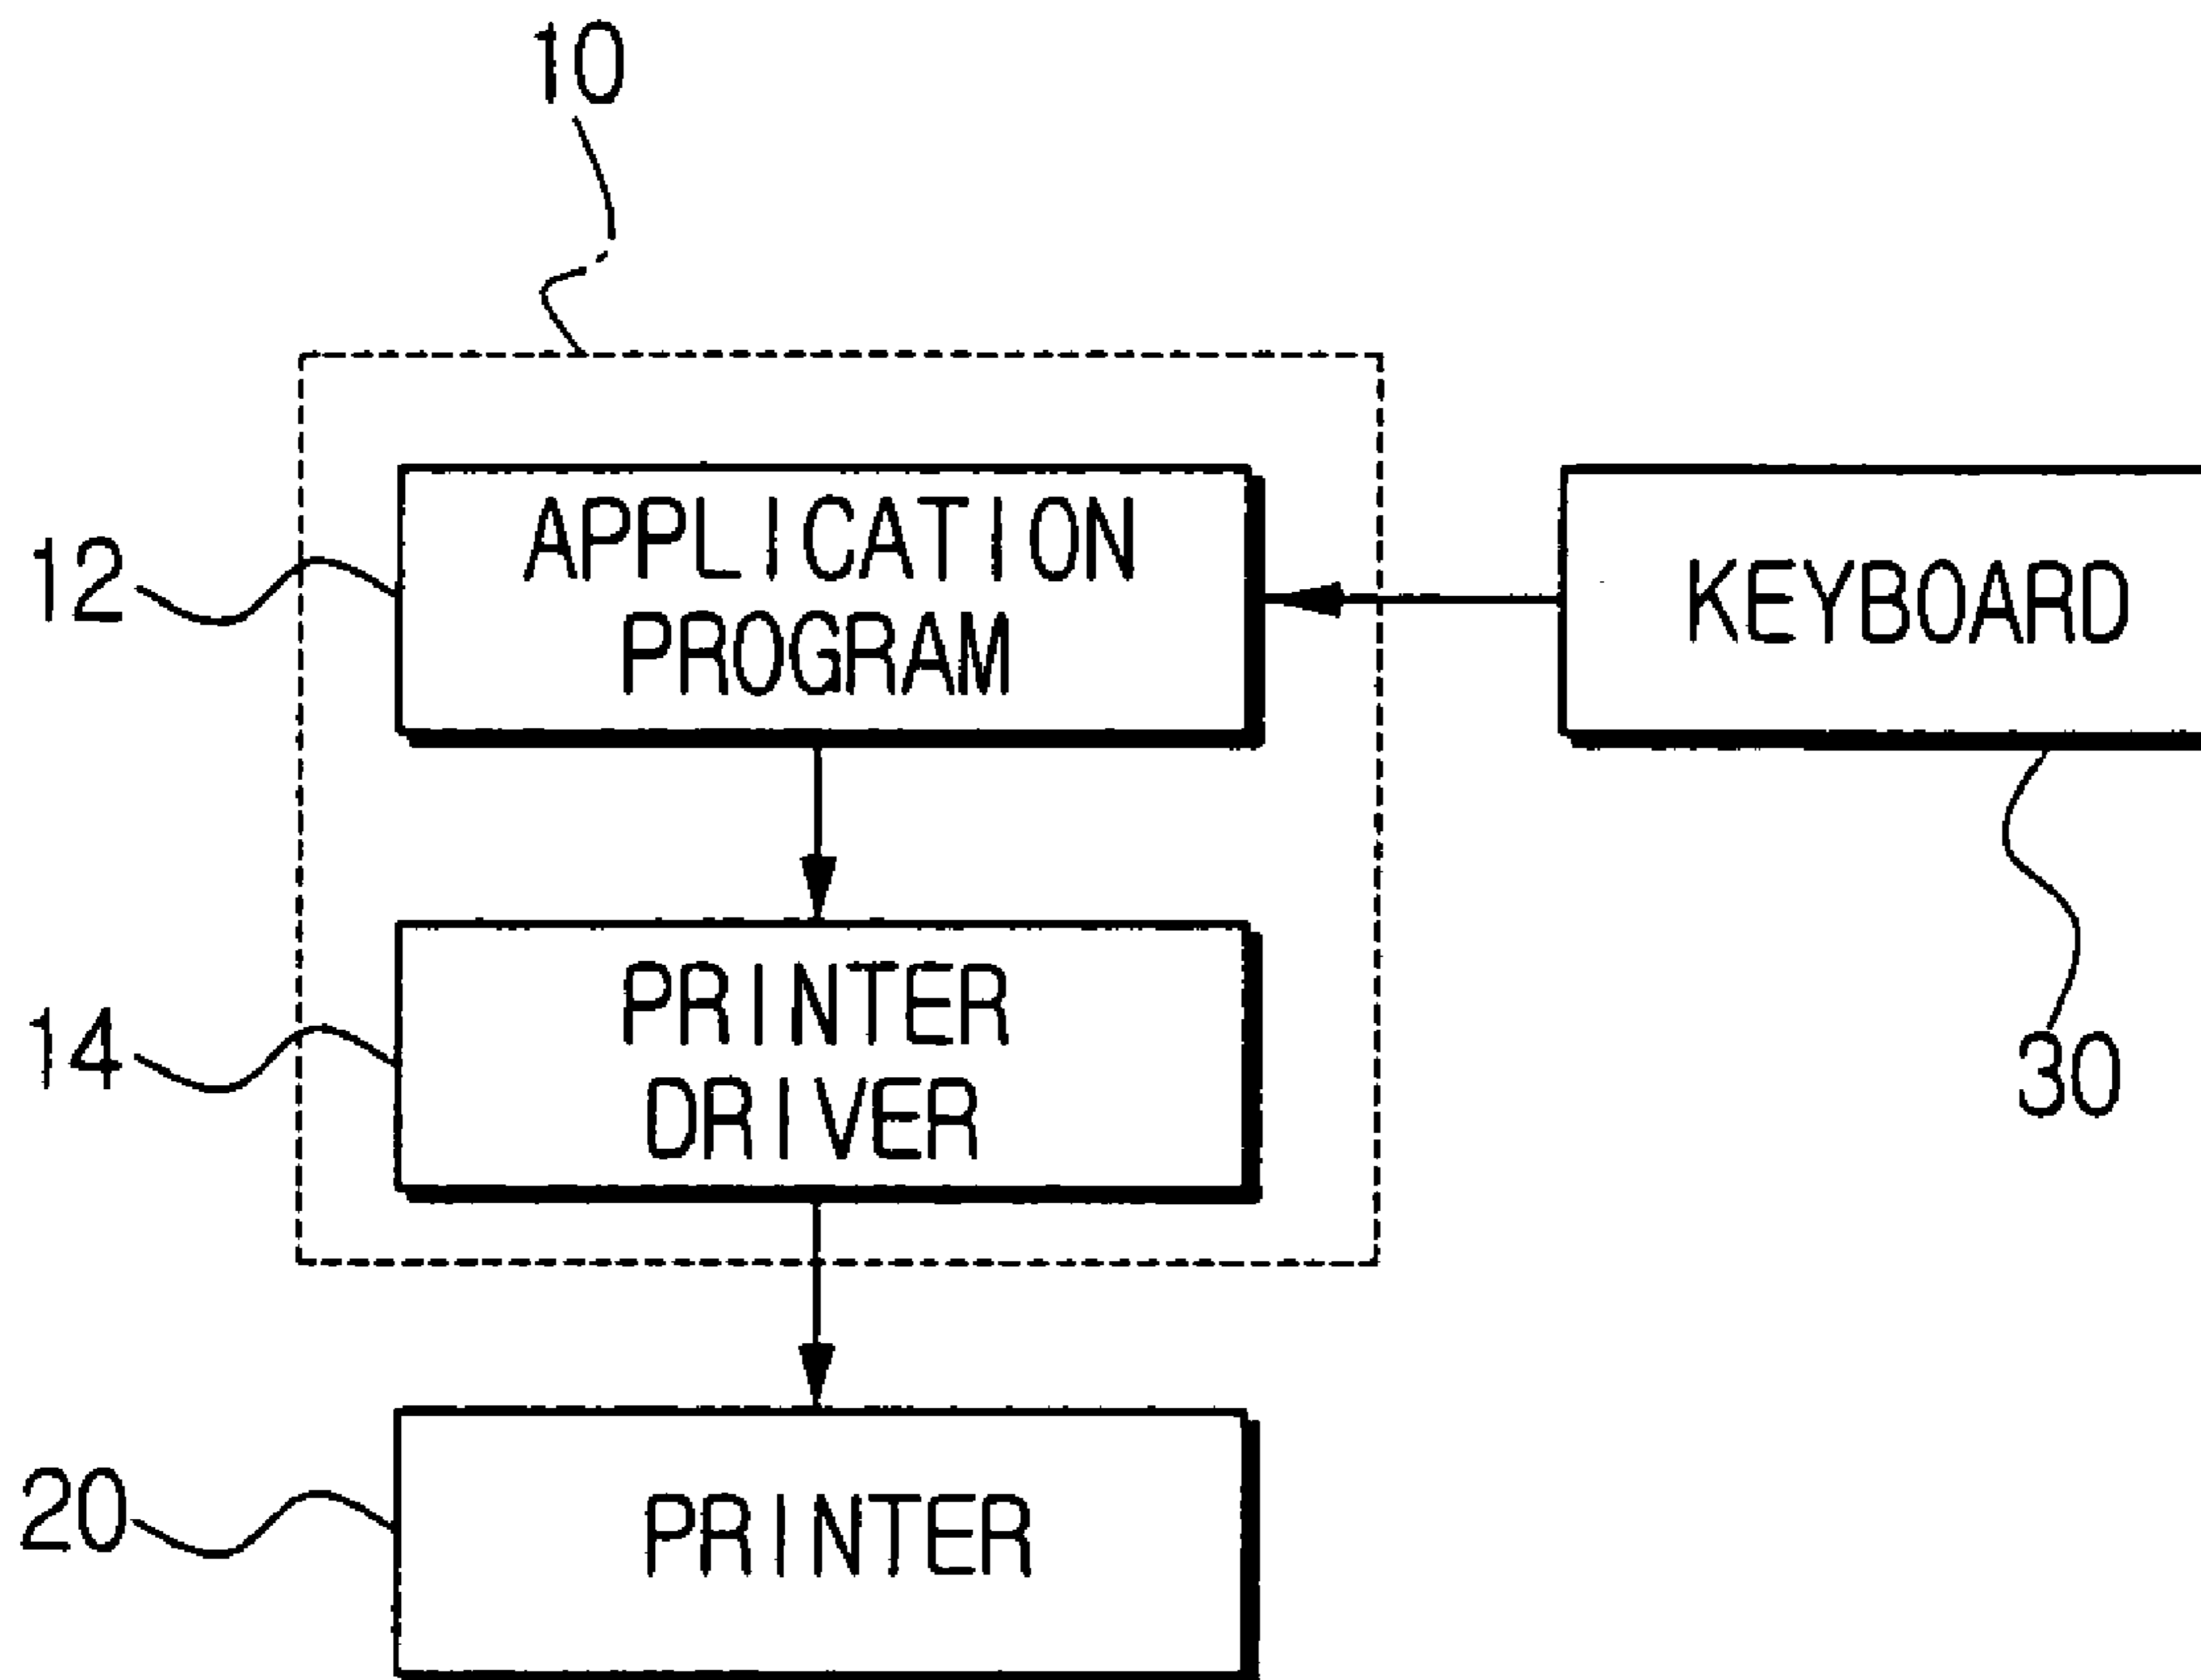 10
12
APPLICATION
PROGRAM
KEYBOARD
14
PRINTER
DRIVER
30
20
PRINTER